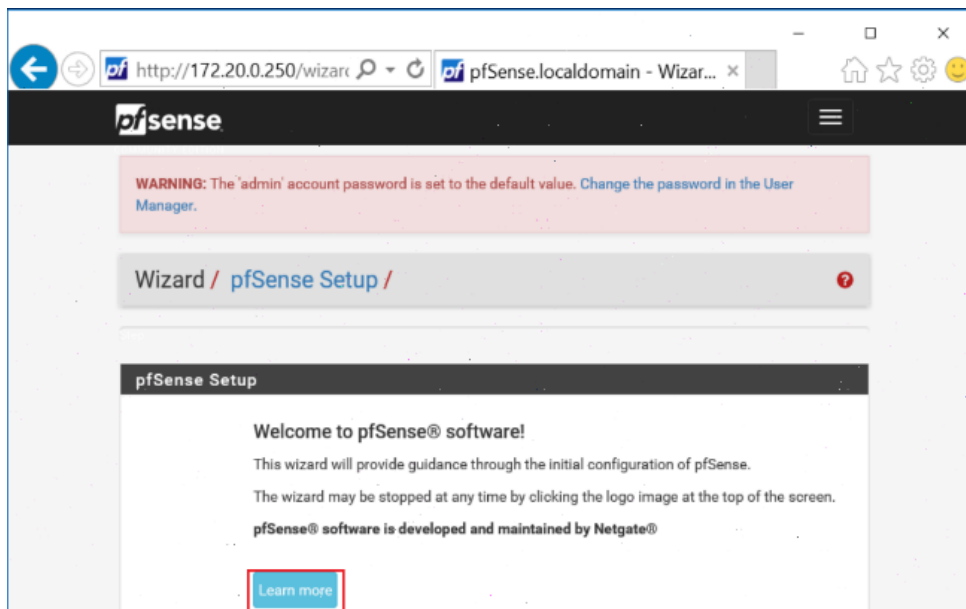 http://172.20.0.250/wizar
pfSense.localdomain - Wizar...
pfsense
WARNING: The 'admin' account password is set to the default value. Change the password in the User
Manager.
Wizard / pfSense Setup /
pfSense Setup
Welcome to pfSense® software!
This wizard will provide guidance through the initial configuration of pfSense.
The wizard may be stopped at any time by clicking the logo image at the top of the screen.
pfSense® software is developed and maintained by Netgate®
Learn more